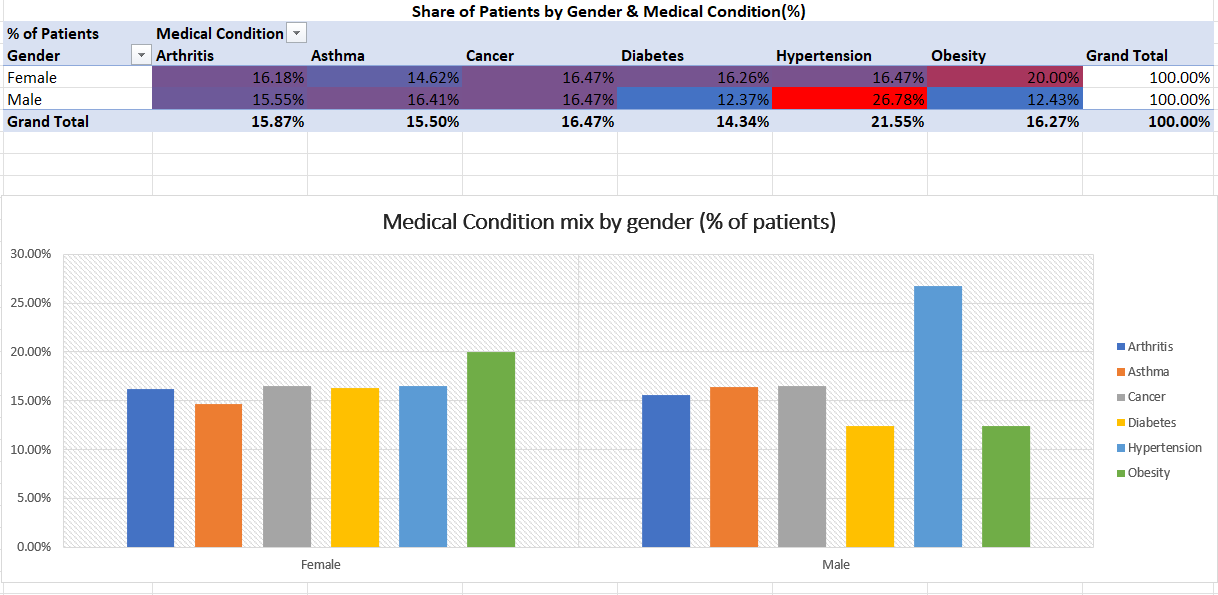 Share of Patients by Gender & Medical Condition(%)
% of Patients Medical Condition
Gender Arthritis Asthma Cancer Diabetes Hypertension Obesity Grand Total
Female 16.18% 14.62% 16.47% 16.26% 16.47% 20.00% 100.00%
Male 15.55% 16.41% 16.47% 12.37% 26.78% 12.43% 100.00%
Grand Total 15.87% 15.50% 16.47% 14.34% 21.55% 16.27% 100.00%
Medical Condition mix by gender (% of patients)
30.00%
25.00%
20.00%
15.00%
10.00%
5.00%
0.00%
Female Male
Arthritis
Asthma
Cancer
Diabetes
Hypertension
Obesity